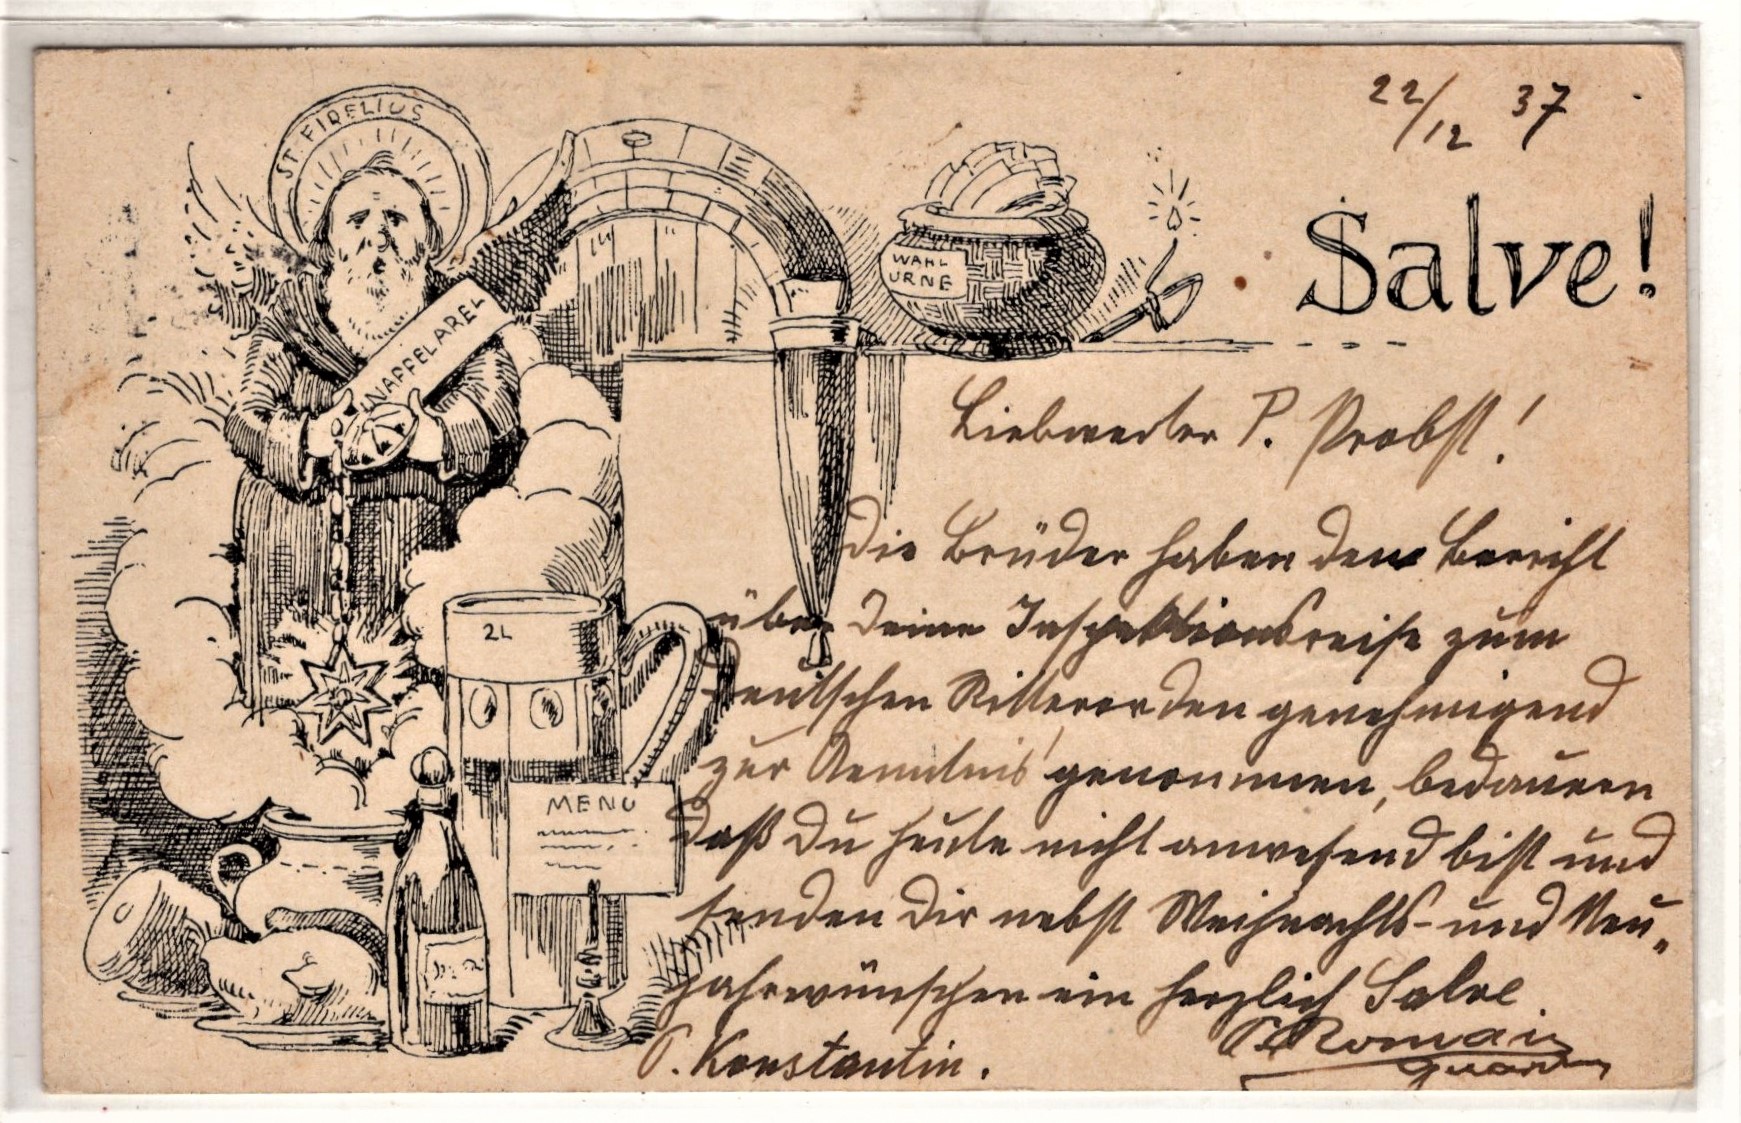 22/12 37
Salve!
ST. FIDELIUS
KNAPPELAREL
WAHL
URNE
2L
MENU
Liebwerter P. Probst!
Die Brüder haben den Bericht
über Deine Inspektionsreise zum
Deutschen Ritterorden genehmigend
zur Kenntnis genommen, bedauern
daß Du heute nicht anwesend bist und
senden Dir nebst Weihnachts- und Neu„
jahrswünschen ein herzlich Salve
P. Konstantin.
P. Romain